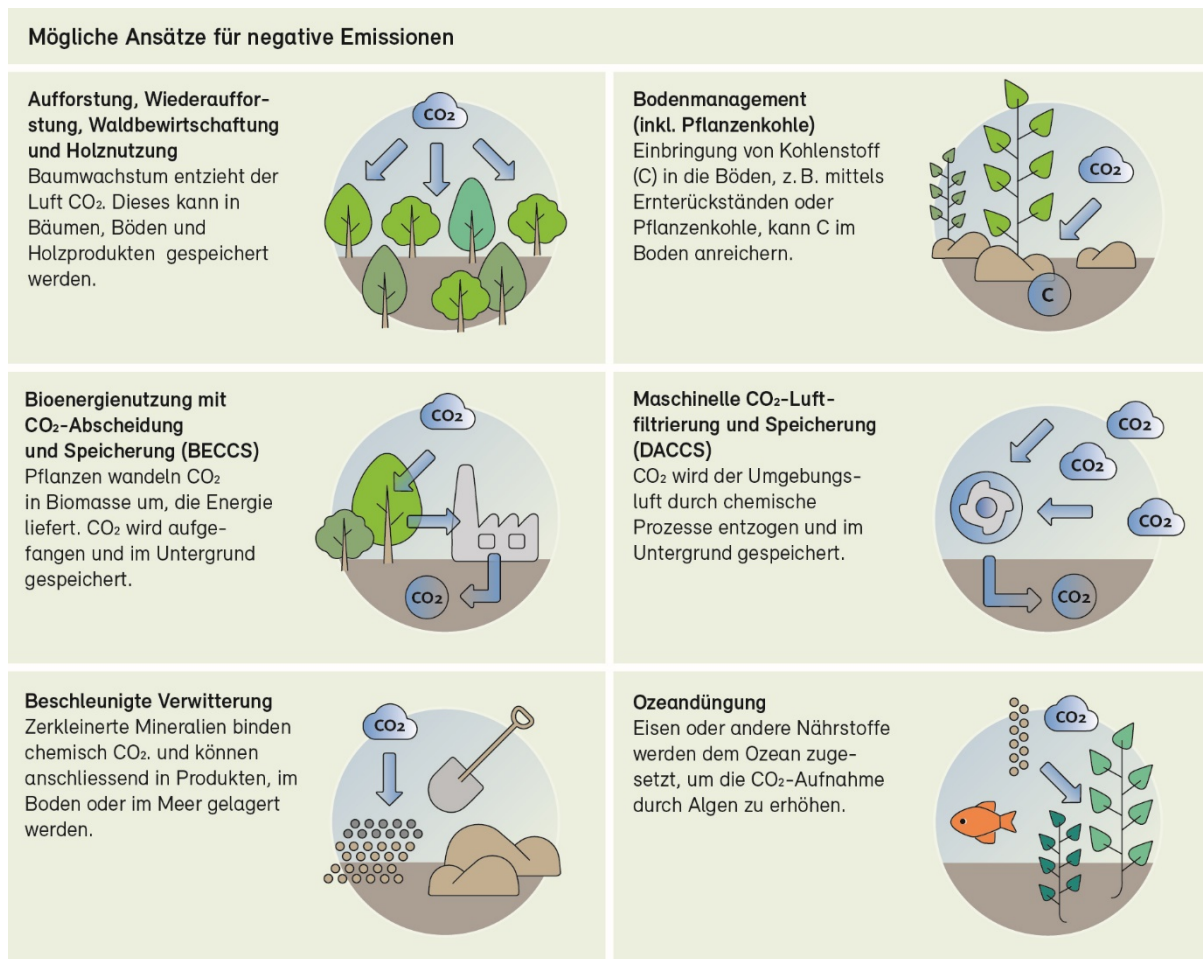 Mögliche Ansätze für negative Emissionen
Aufforstung, Wiederauffor-
stung, Waldbewirtschaftung
und Holznutzung
Baumwachstum entzieht der
Luft CO₂. Dieses kann in
Bäumen, Böden und
Holzprodukten gespeichert
werden.
CO₂
Bodenmanagement
(inkl. Pflanzenkohle)
Einbringung von Kohlenstoff
(C) in die Böden, z. B. mittels
Ernterückständen oder
Pflanzenkohle, kann C im
Boden anreichern.
CO₂
C
Bioenergienutzung mit
CO₂-Abscheidung
und Speicherung (BECCS)
Pflanzen wandeln CO₂
in Biomasse um, die Energie
liefert. CO₂ wird aufge-
fangen und im Untergrund
gespeichert.
CO₂
CO₂
Maschinelle CO₂-Luft-
filtrierung und Speicherung
(DACCS)
CO₂ wird der Umgebungs-
luft durch chemische
Prozesse entzogen und im
Untergrund gespeichert.
CO₂
CO₂
CO₂
CO₂
Beschleunigte Verwitterung
Zerkleinerte Mineralien binden
chemisch CO₂. und können
anschliessend in Produkten, im
Boden oder im Meer gelagert
werden.
CO₂
Ozeandüngung
Eisen oder andere Nährstoffe
werden dem Ozean zuge-
setzt, um die CO₂-Aufnahme
durch Algen zu erhöhen.
CO₂